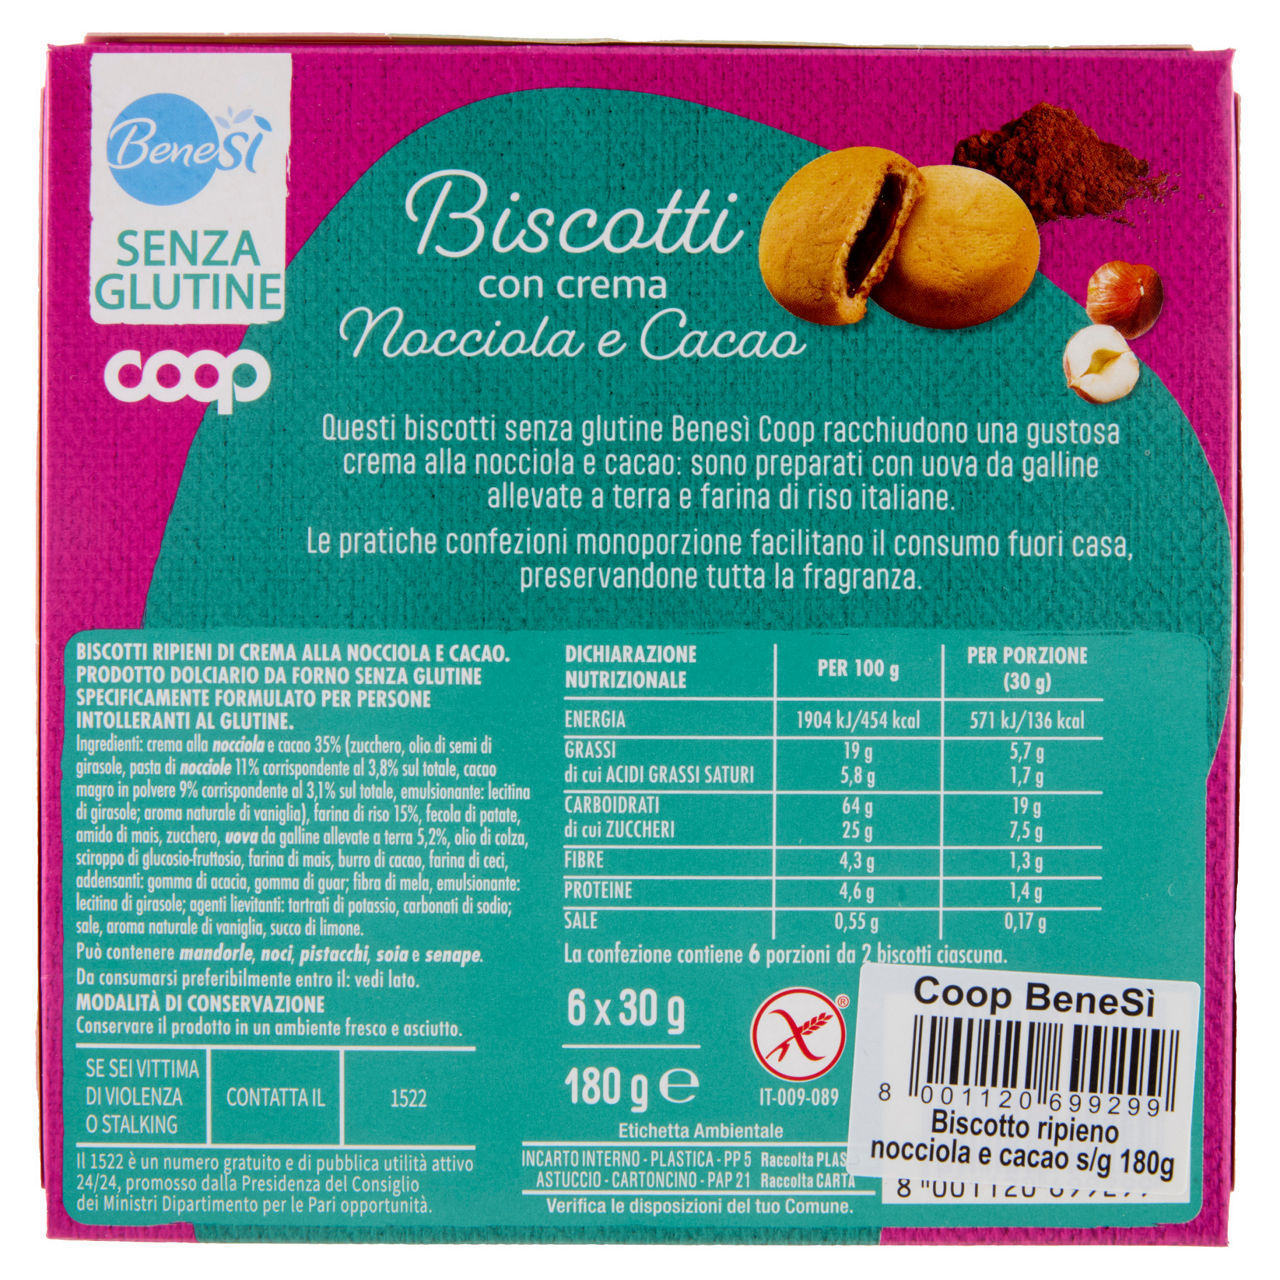 BeneSì
SENZA
GLUTINE
coop
Biscotti
con crema
Nocciola e Cacao
Questi biscotti senza glutine Benesì Coop racchiudono una gustosa
crema alla nocciola e cacao: sono preparati con uova da galline
allevate a terra e farina di riso italiane.
Le pratiche confezioni monoporzione facilitano il consumo fuori casa,
preservandone tutta la fragranza.
BISCOTTI RIPIENI DI CREMA ALLA NOCCIOLA E CACAO.
PRODOTTO DOLCIARIO DA FORNO SENZA GLUTINE
SPECIFICAMENTE FORMULATO PER PERSONE
INTOLLERANTI AL GLUTINE.
Ingredienti: crema alla nocciola e cacao 35% (zucchero, olio di semi di
girasole, pasta di nocciole 11% corrispondente al 3,8% sul totale, cacao
magro in polvere 9% corrispondente al 3,1% sul totale, emulsionante: lecitina
di girasole; aroma naturale di vaniglia), farina di riso 15%, fecola di patate,
amido di mais, zucchero, uova da galline allevate a terra 5,2%, olio di colza,
sciroppo di glucosio-fruttosio, farina di mais, burro di cacao, farina di ceci,
addensanti: gomma di acacia, gomma di guar; fibra di mela, emulsionante:
lecitina di girasole; agenti lievitanti: tartrati di potassio, carbonati di sodio;
sale, aroma naturale di vaniglia, succo di limone.
Può contenere mandorle, noci, pistacchi, soia e senape.
Da consumarsi preferibilmente entro il: vedi lato.
MODALITÀ DI CONSERVAZIONE
Conservare il prodotto in un ambiente fresco e asciutto.
SE SEI VITTIMA
DI VIOLENZA
O STALKING
CONTATTA IL
1522
Il 1522 è un numero gratuito e di pubblica utilità attivo
24/24, promosso dalla Presidenza del Consiglio
dei Ministri Dipartimento per le Pari opportunità.
DICHIARAZIONE
NUTRIZIONALE
PER 100 g
PER PORZIONE
(30 g)
ENERGIA 1904 kJ/454 kcal 571 kJ/136 kcal
GRASSI 19 g 5,7 g
di cui ACIDI GRASSI SATURI 5,8 g 1,7 g
CARBOIDRATI 64 g 19 g
di cui ZUCCHERI 25 g 7,5 g
FIBRE 4,3 g 1,3 g
PROTEINE 4,6 g 1,4 g
SALE 0,55 g 0,17 g
La confezione contiene 6 porzioni da 2 biscotti ciascuna.
6 x 30 g
180 g ℮
®
IT-009-089
Etichetta Ambientale
INCARTO INTERNO - PLASTICA - PP 5 Raccolta PLAS
ASTUCCIO - CARTONCINO - PAP 21 Raccolta CARTA
Verifica le disposizioni del tuo Comune.
Coop BeneSì
8 001120 699299
Biscotto ripieno
nocciola e cacao s/g 180g